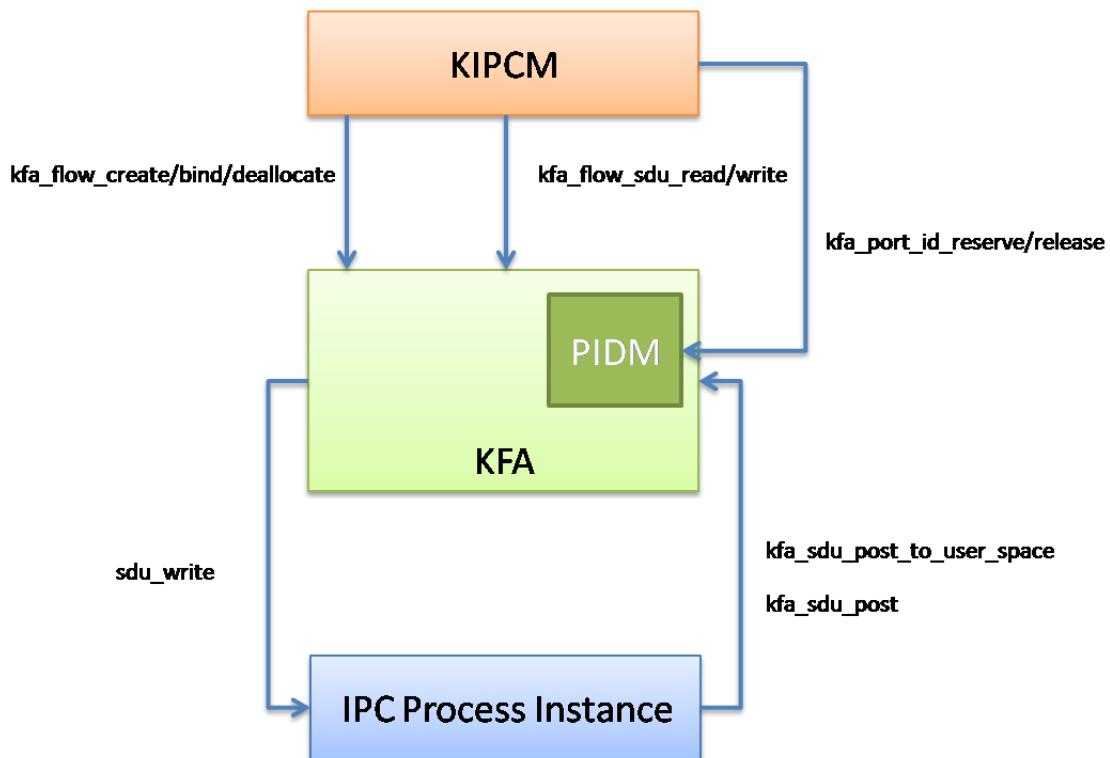 KIPCM
kfa_flow_create/bind/deallocate
kfa_flow_sdu_read/write
kfa_port_id_reserve/release
PIDM
KFA
sdu_write
kfa_sdu_post_to_user_space
kfa_sdu_post
IPC Process Instance